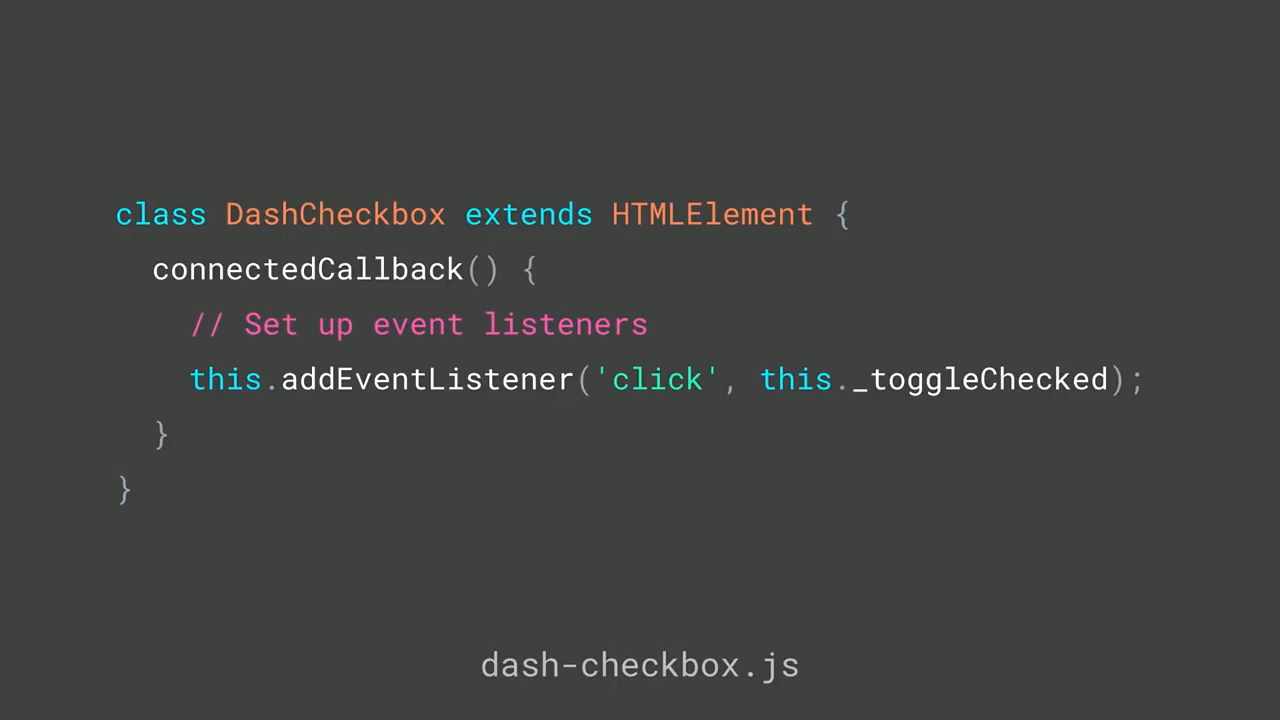 class DashCheckbox extends HTMLElement {
  connectedCallback() {
    // Set up event listeners
    this.addEventListener('click', this._toggleChecked);
  }
}
dash-checkbox.js